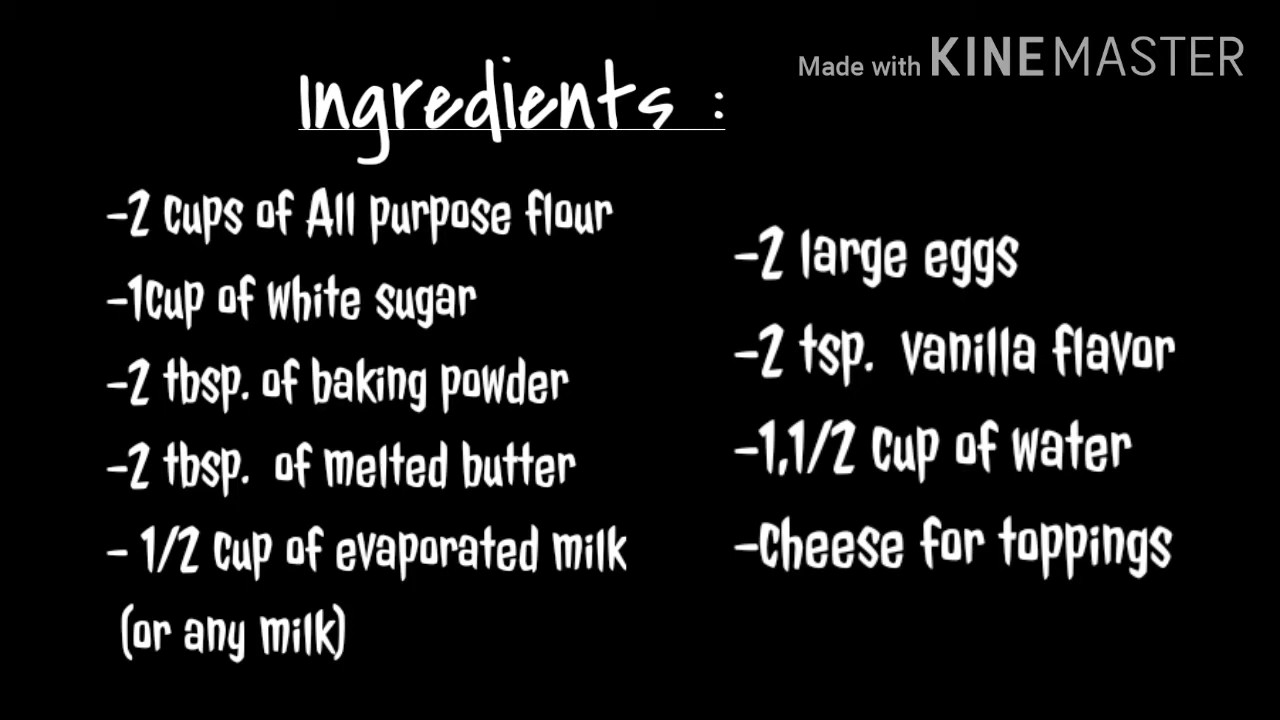 Made with KINEMASTER
Ingredients :
-2 cups of All purpose flour
-1cup of white sugar
-2 tbsp. of baking powder
-2 tbsp. of melted butter
- 1/2 cup of evaporated milk
(or any milk)
-2 large eggs
-2 tsp. vanilla flavor
-1,1/2 cup of water
-Cheese for toppings